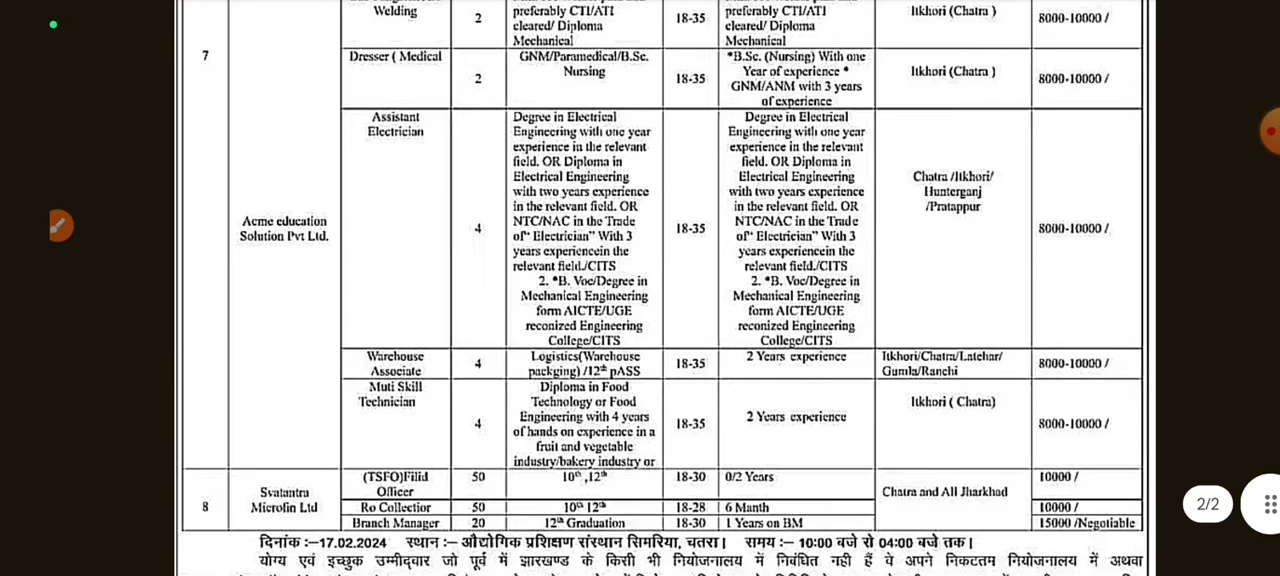 Welding
2
preferably CTI/ATI
cleared/ Diploma
Mechanical
18-35
preferably CTI/ATI
cleared/ Diploma
Mechanical
Itkhori (Chatra )
8000-10000 /
7
Acme education
Solution Pvt Ltd.
Dresser ( Medical
2
GNM/Paramedical/B.Sc.
Nursing
18-35
*B.Sc. (Nursing) With one
Year of experience *
GNM/ANM with 3 years
of experience
Itkhori (Chatra )
8000-10000 /
Assistant
Electrician
4
Degree in Electrical
Engineering with one year
experience in the relevant
field. OR Diploma in
Electrical Engineering
with two years experience
in the relevant field. OR
NTC/NAC in the Trade
of“ Electrician” With 3
years experiencein the
relevant field./CITS
2. *B. Voc/Degree in
Mechanical Engineering
form AICTE/UGE
reconized Engineering
College/CITS
18-35
Degree in Electrical
Engineering with one year
experience in the relevant
field. OR Diploma in
Electrical Engineering
with two years experience
in the relevant field. OR
NTC/NAC in the Trade
of“ Electrician” With 3
years experiencein the
relevant field./CITS
2. *B. Voc/Degree in
Mechanical Engineering
form AICTE/UGE
reconized Engineering
College/CITS
Chatra /Itkhori/
Hunterganj
/Pratappur
8000-10000 /
Warehouse
Associate
4
Logistics(Warehouse
packging) /12th pASS
18-35
2 Years experience
Itkhori/Chatra/Latehar/
Gumla/Ranchi
8000-10000 /
Muti Skill
Technician
4
Diploma in Food
Technology or Food
Engineering with 4 years
of hands on experience in a
fruit and vegetable
industry/bakery industry or
18-35
2 Years experience
Itkhori ( Chatra)
8000-10000 /
8
Svatantra
Microfin Ltd
(TSFO)Filid
Officer
50
10th ,12th
18-30
0/2 Years
Chatra and All Jharkhad
10000 /
Ro Collectior
50
10th 12th
18-28
6 Manth
10000 /
Branch Manager
20
12th Graduation
18-30
1 Years on BM
15000 /Negotiable
2/2
दिनांक :–17.02.2024 स्थान :– औद्योगिक प्रशिक्षण संस्थान सिमरिया, चतरा। समय :– 10:00 बजे से 04:00 बजे तक।
योग्य एवं इच्छुक उम्मीदवार जो पूर्व में झारखण्ड के किसी भी नियोजनालय में निबंधित नही हैं वे अपने निकटतम नियोजनालय में अथवा